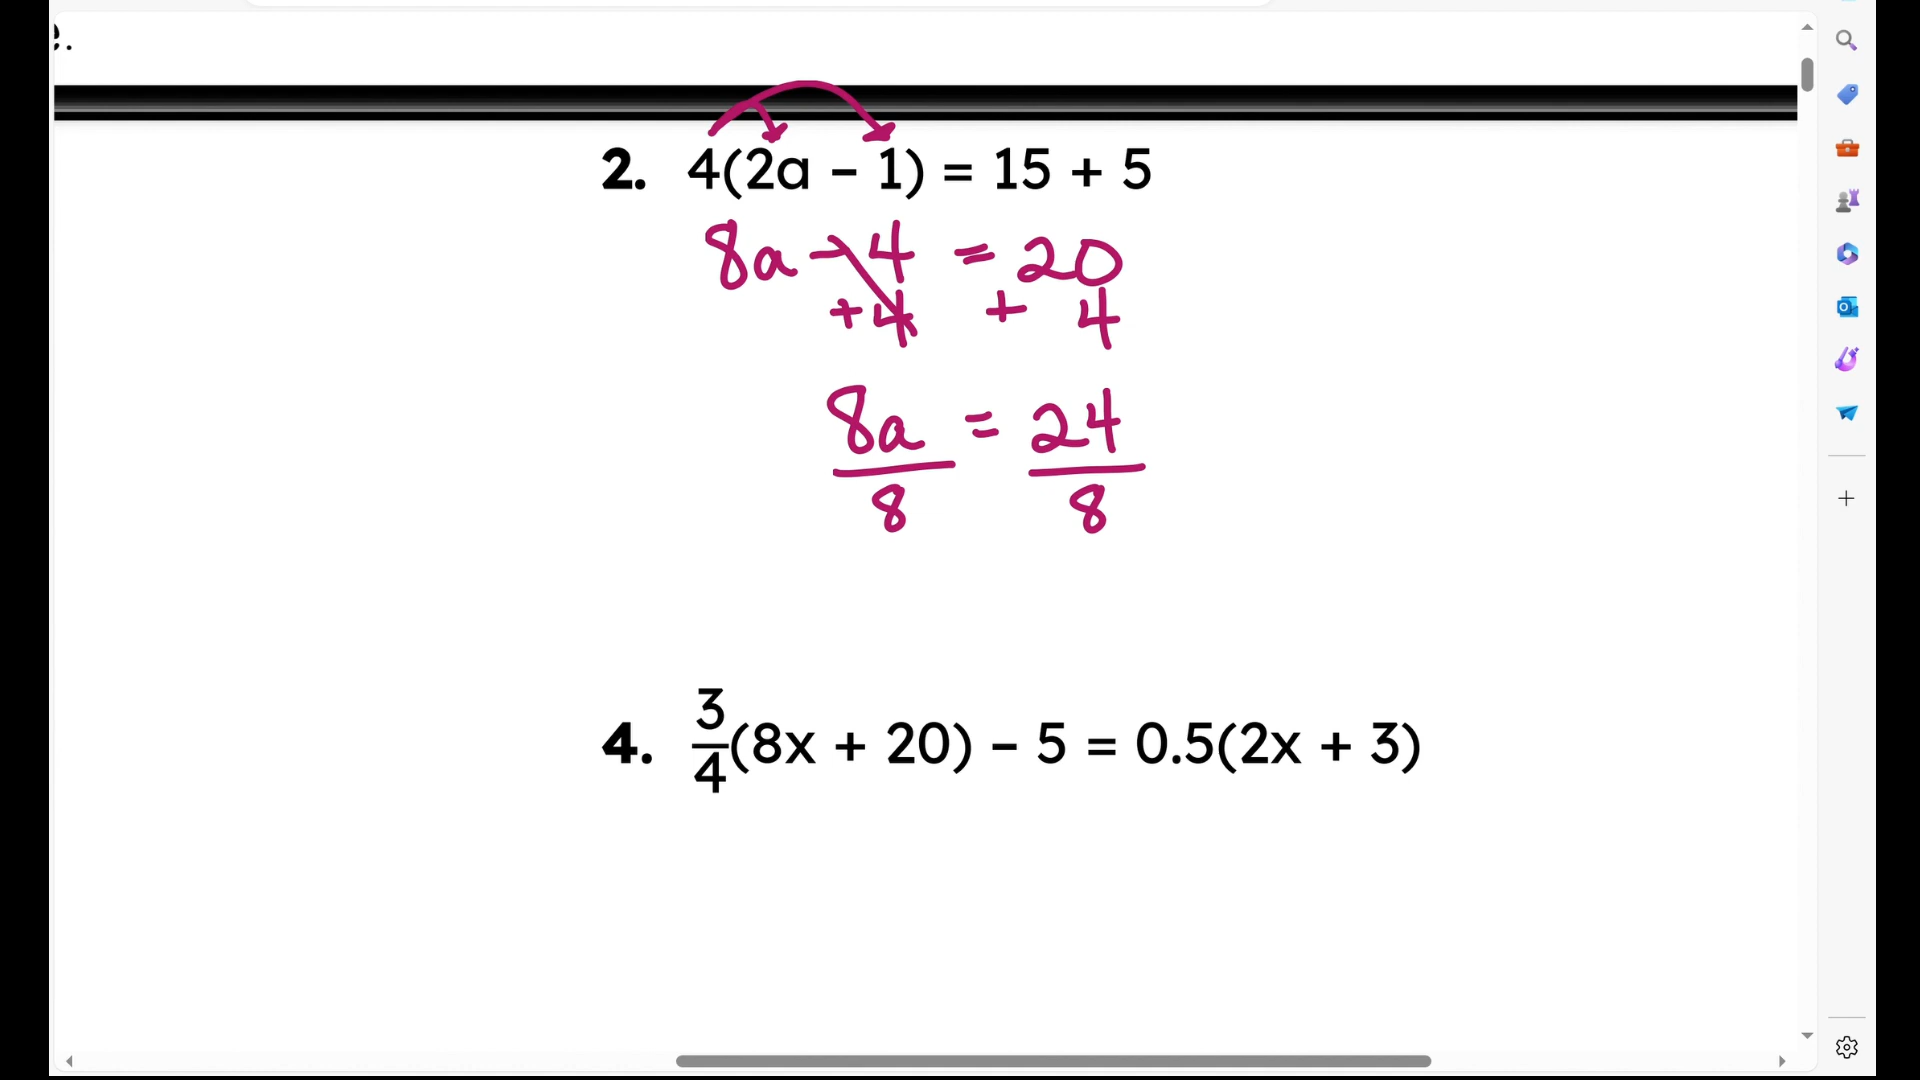 e.
2. 4(2a – 1) = 15 + 5
8a - 4 = 20
+4 + 4
8a = 24
8 8
4. 3/4(8x + 20) – 5 = 0.5(2x + 3)